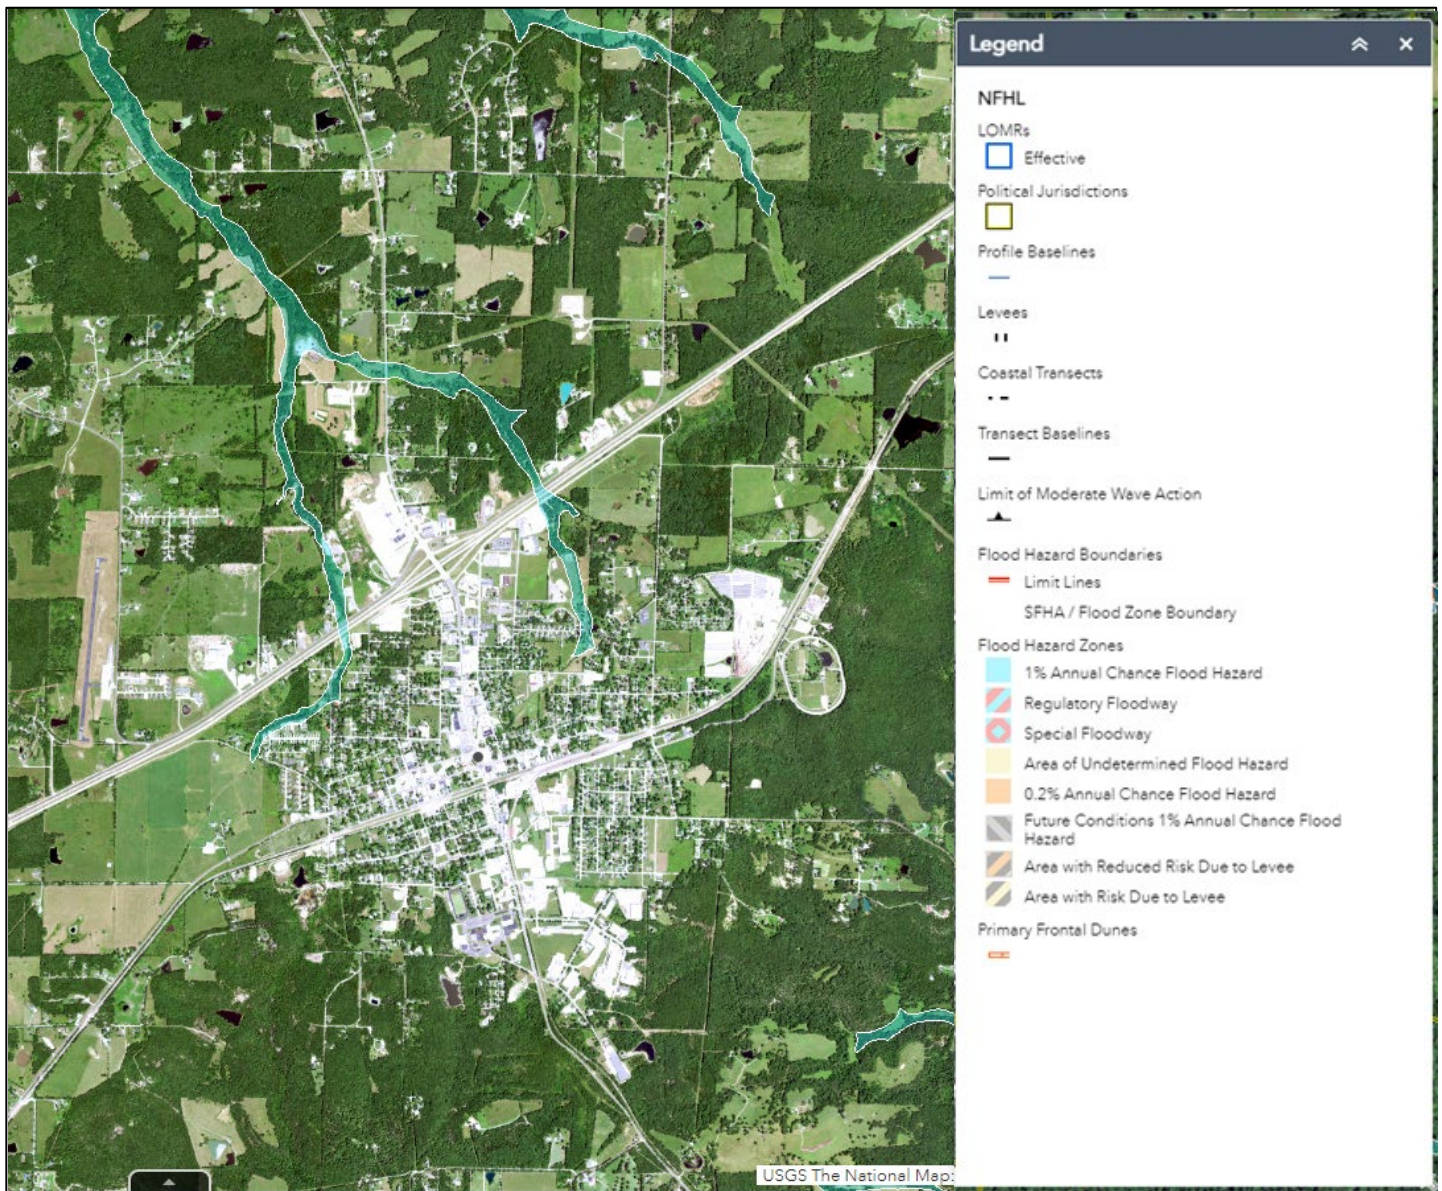 Legend
NFHL
LOMRs
Effective
Political Jurisdictions
Profile Baselines
Levees
Coastal Transects
Transect Baselines
Limit of Moderate Wave Action
Flood Hazard Boundaries
Limit Lines
SFHA / Flood Zone Boundary
Flood Hazard Zones
1% Annual Chance Flood Hazard
Regulatory Floodway
Special Floodway
Area of Undetermined Flood Hazard
0.2% Annual Chance Flood Hazard
Future Conditions 1% Annual Chance Flood
Hazard
Area with Reduced Risk Due to Levee
Area with Risk Due to Levee
Primary Frontal Dunes
USGS The National Map: